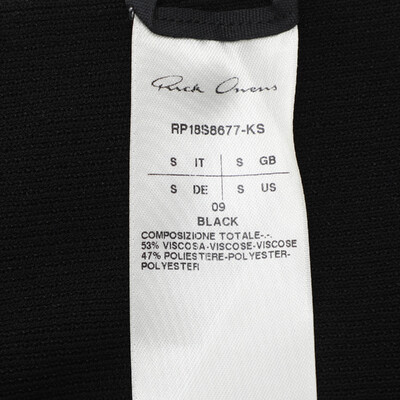 Rick Owens
RP18S8677-KS
S IT S GB
S DE S US
09
BLACK
COMPOSIZIONE TOTALE-.-.
53% VISCOSA-VISCOSE-VISCOSE
47% POLIESTERE-POLYESTER-
POLYESTER